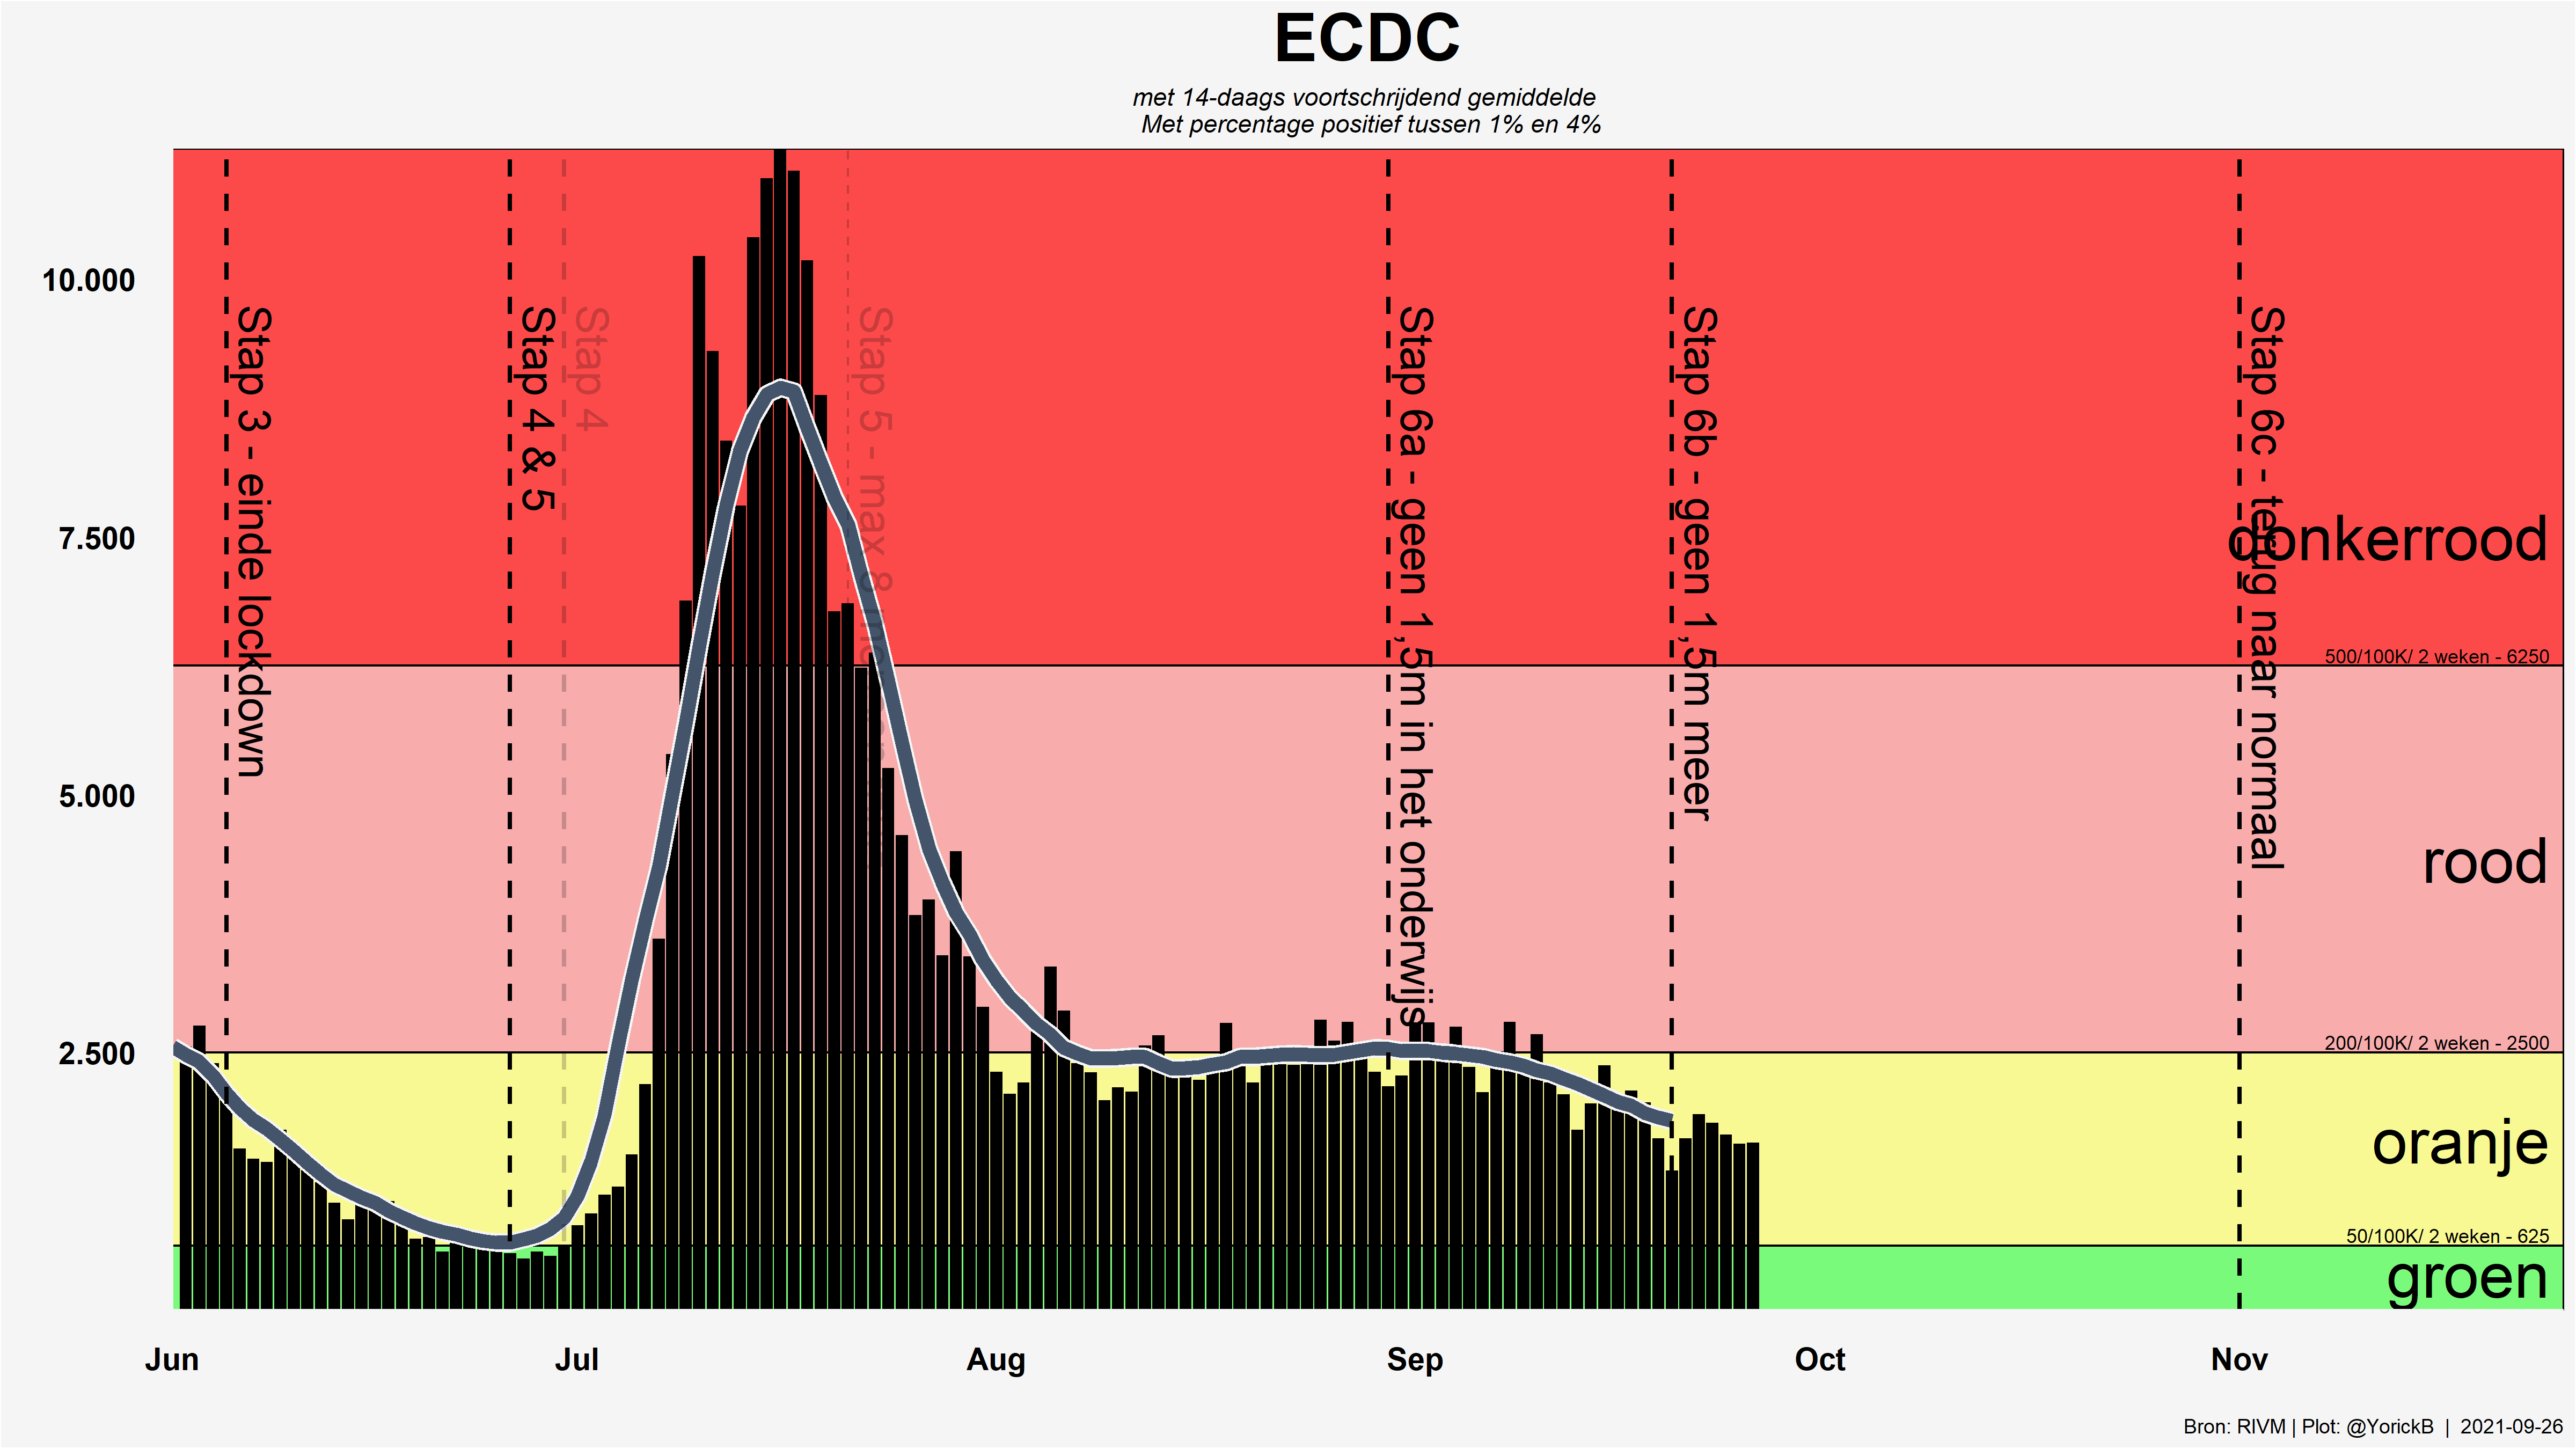 ECDC
met 14-daags voortschrijdend gemiddelde
Met percentage positief tussen 1% en 4%
10.000
7.500
5.000
2.500
Stap 3 - einde lockdown
Stap 4 & 5
Stap 4
Stap 5 - max 8
Stap 6a - geen 1,5m in het onderwijs
Stap 6b - geen 1,5m meer
Stap 6c - terug naar normaal
donkerrood
500/100K/ 2 weken - 6250
rood
200/100K/ 2 weken - 2500
oranje
50/100K/ 2 weken - 625
groen
Jun
Jul
Aug
Sep
Oct
Nov
Bron: RIVM | Plot: @YorickB | 2021-09-26